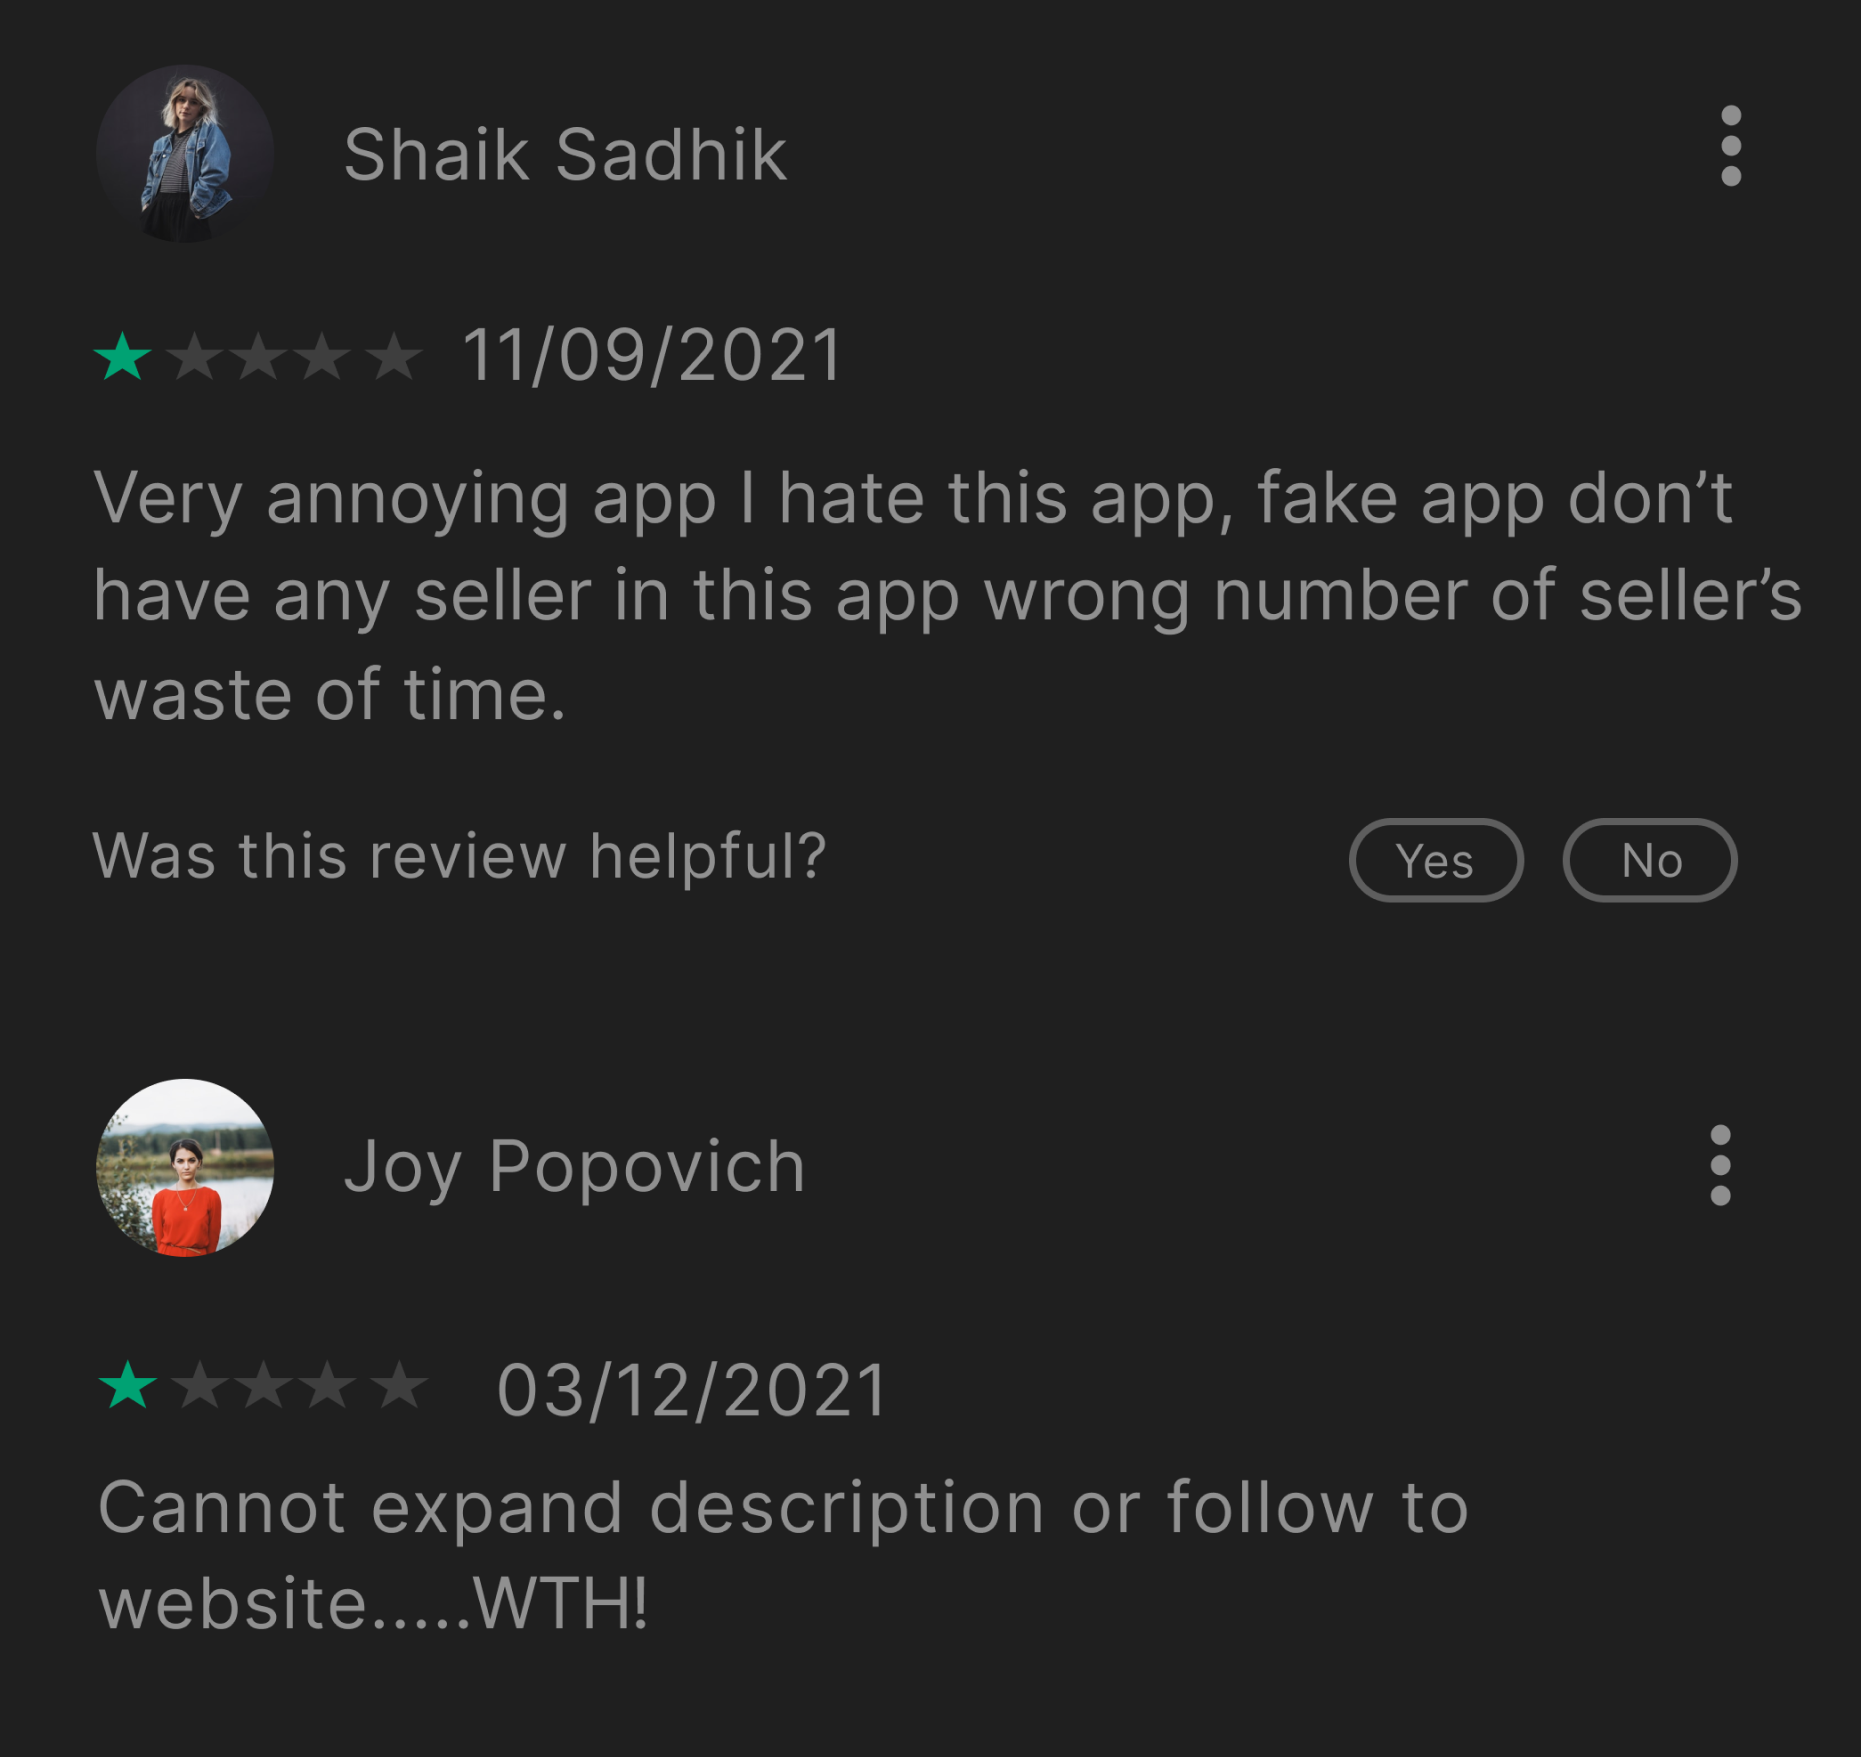 Shaik Sadhik
11/09/2021
Very annoying app I hate this app, fake app don’t
have any seller in this app wrong number of seller’s
waste of time.
Was this review helpful?
Yes
No
Joy Popovich
03/12/2021
Cannot expand description or follow to
website.....WTH!